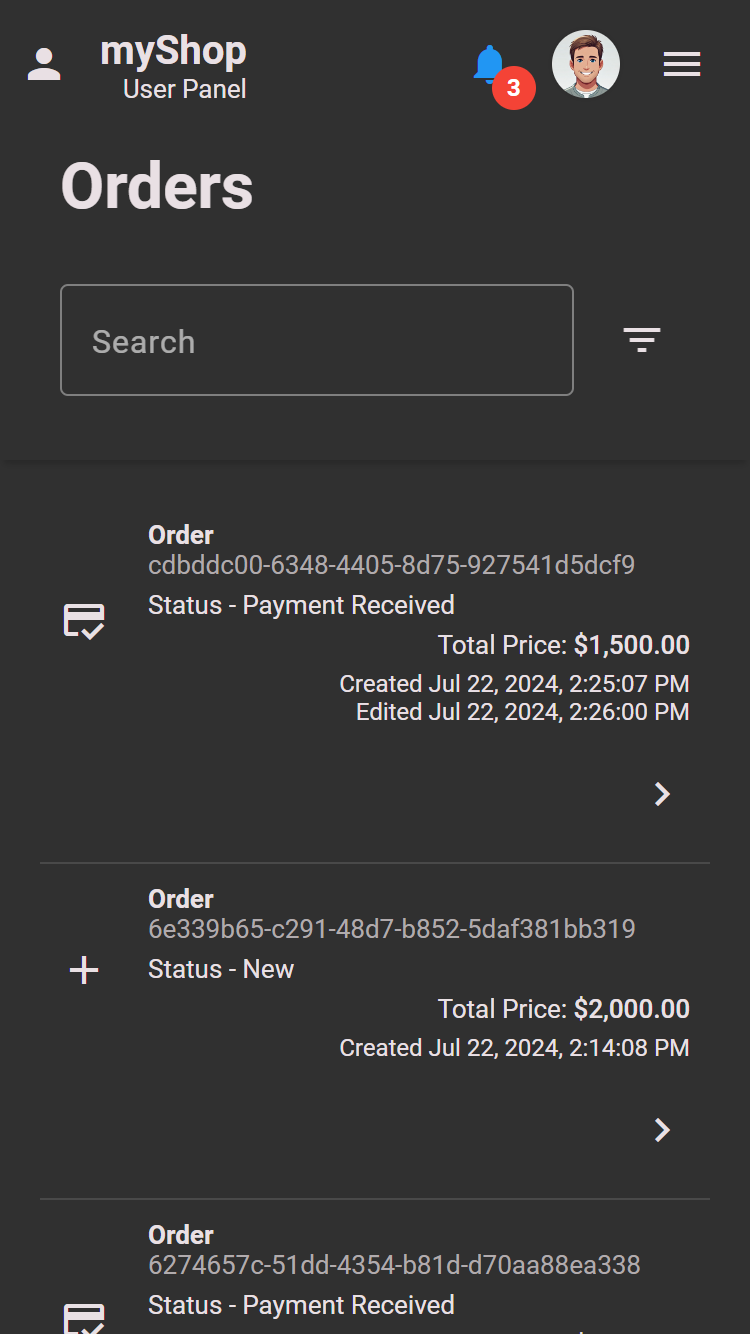 myShop
User Panel
3
Orders
Search
Order
cdbddc00-6348-4405-8d75-927541d5dcf9
Status - Payment Received
Total Price: $1,500.00
Created Jul 22, 2024, 2:25:07 PM
Edited Jul 22, 2024, 2:26:00 PM
Order
6e339b65-c291-48d7-b852-5daf381bb319
Status - New
Total Price: $2,000.00
Created Jul 22, 2024, 2:14:08 PM
Order
6274657c-51dd-4354-b81d-d70aa88ea338
Status - Payment Received